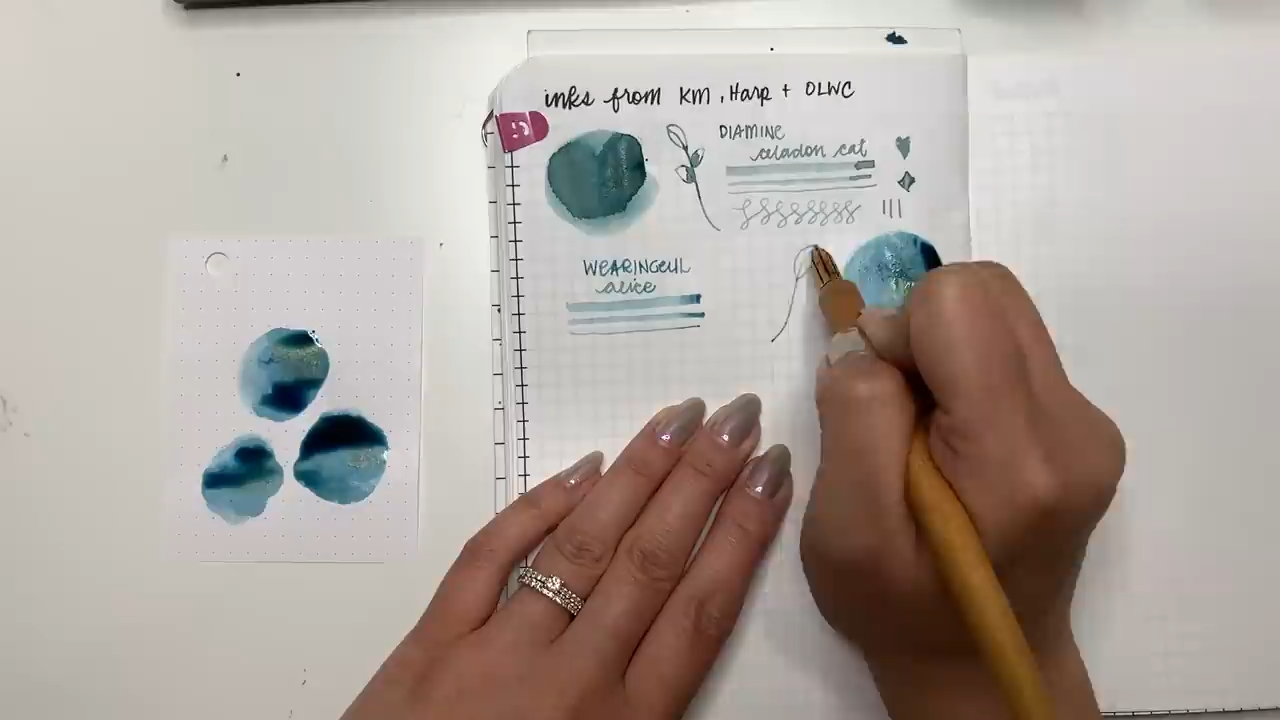 inks from KM, Harp + OLWC
DIAMINE
celadon cat
WEARINGEUL
alice